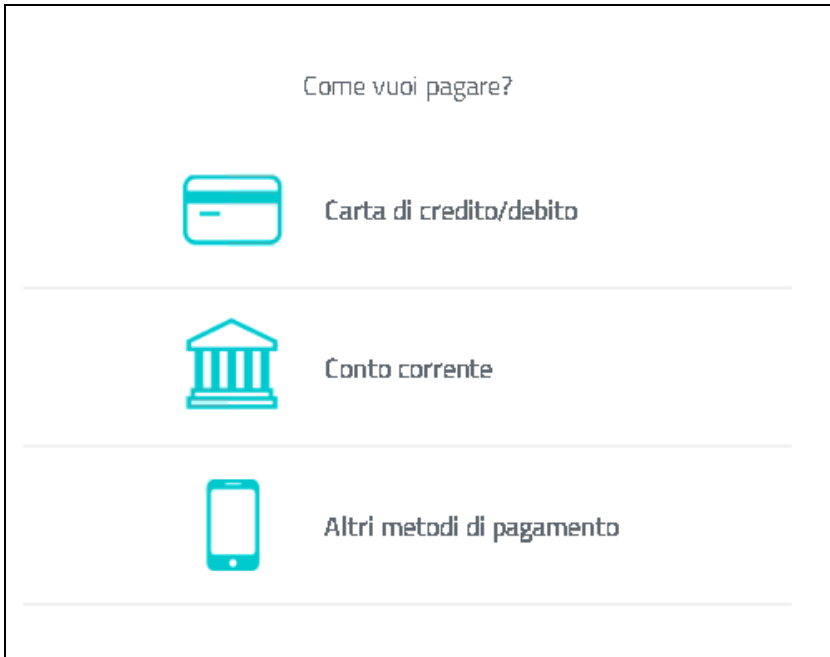 Come vuoi pagare?
Carta di credito/debito
Conto corrente
Altri metodi di pagamento